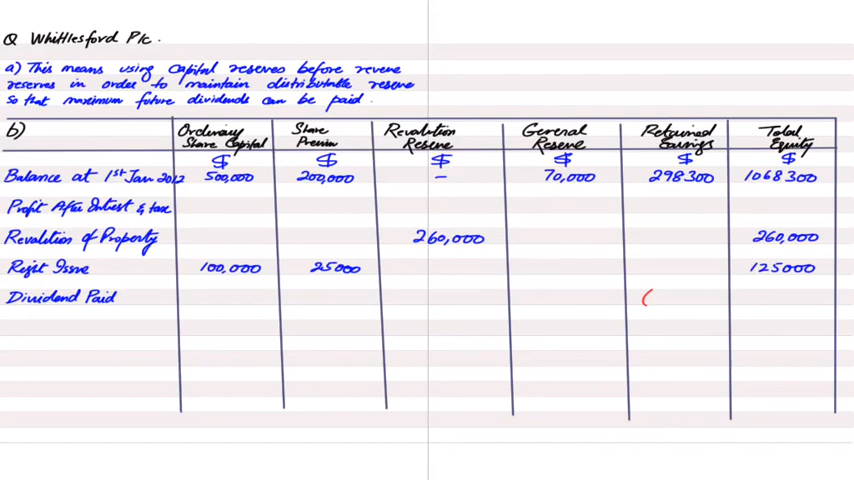 Q Whittlesford Plc.
a) This means using Capital reserves before revenue
reserves in order to maintain distributable reserve
so that maximum future dividends can be paid.
b) Ordinary Share Capital Share Premium Revalution Reserve General Reserve Retained Earnings Total Equity
$ $ $ $ $ $
Balance at 1st Jan 2012 500,000 200,000 – 70,000 298300 1068300
Profit After Interest & tax
Revalution of Property 260,000 260,000
Right Issue 100,000 25000 125000
Dividend Paid (